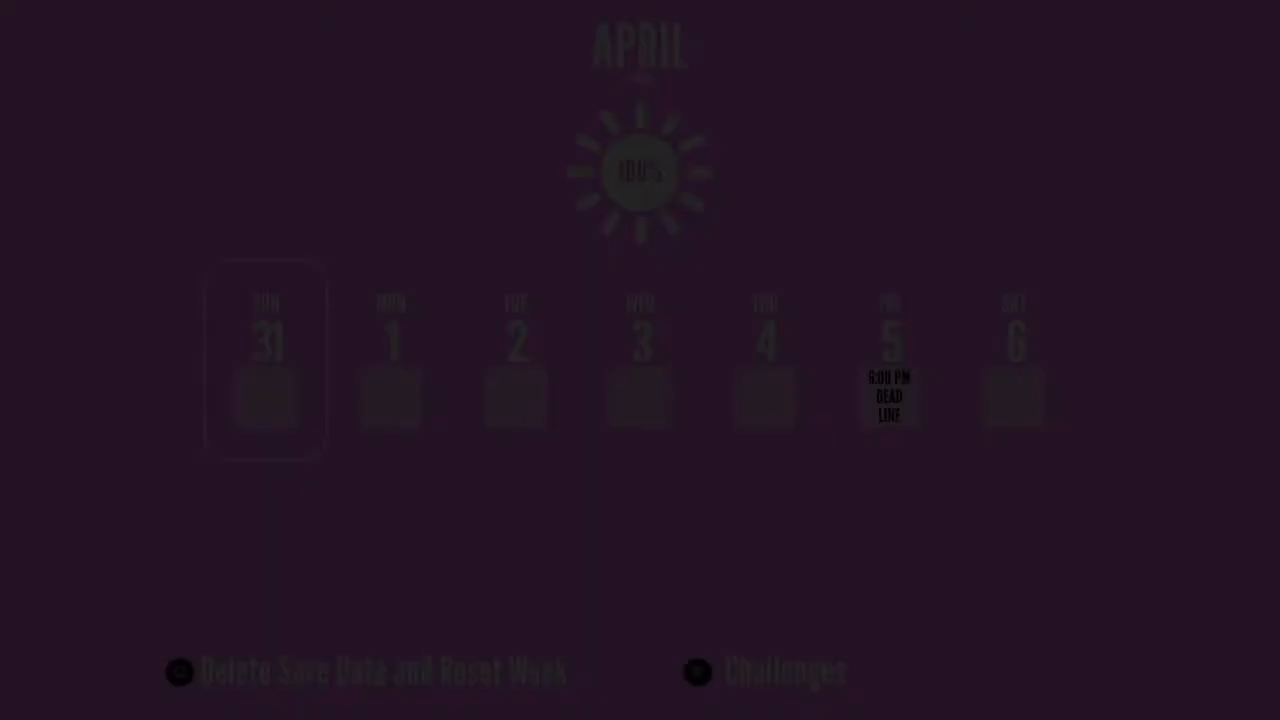 APRIL
100%
SUN MON TUE WED THU FRI SAT
31 1 2 3 4 5 6
6:00 PM
DEAD
LINE
Delete Save Data and Reset Week
Challenges